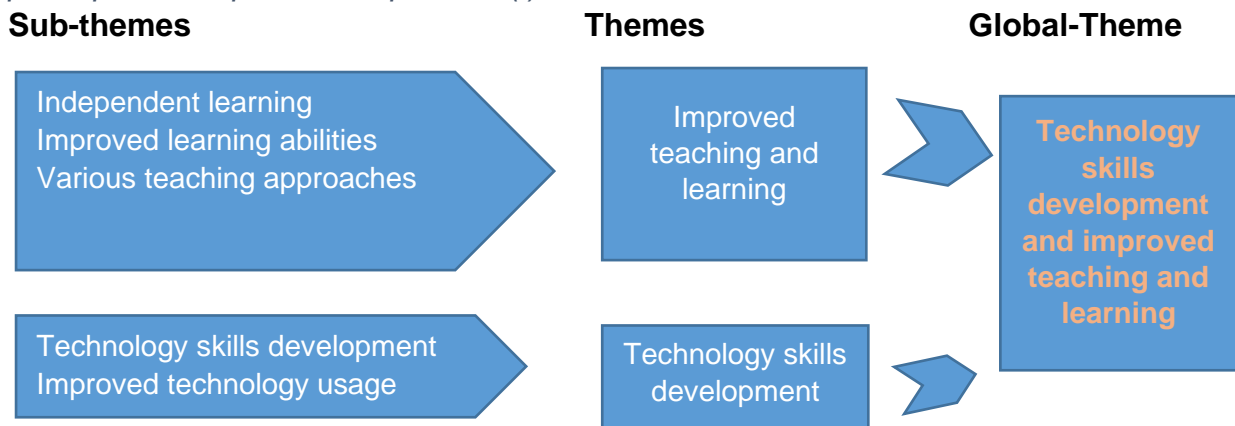 Sub-themes
Themes
Global-Theme
Independent learning
Improved learning abilities
Various teaching approaches
Improved
teaching and
learning
Technology
skills
development
and improved
teaching and
learning
Technology skills development
Improved technology usage
Technology skills
development